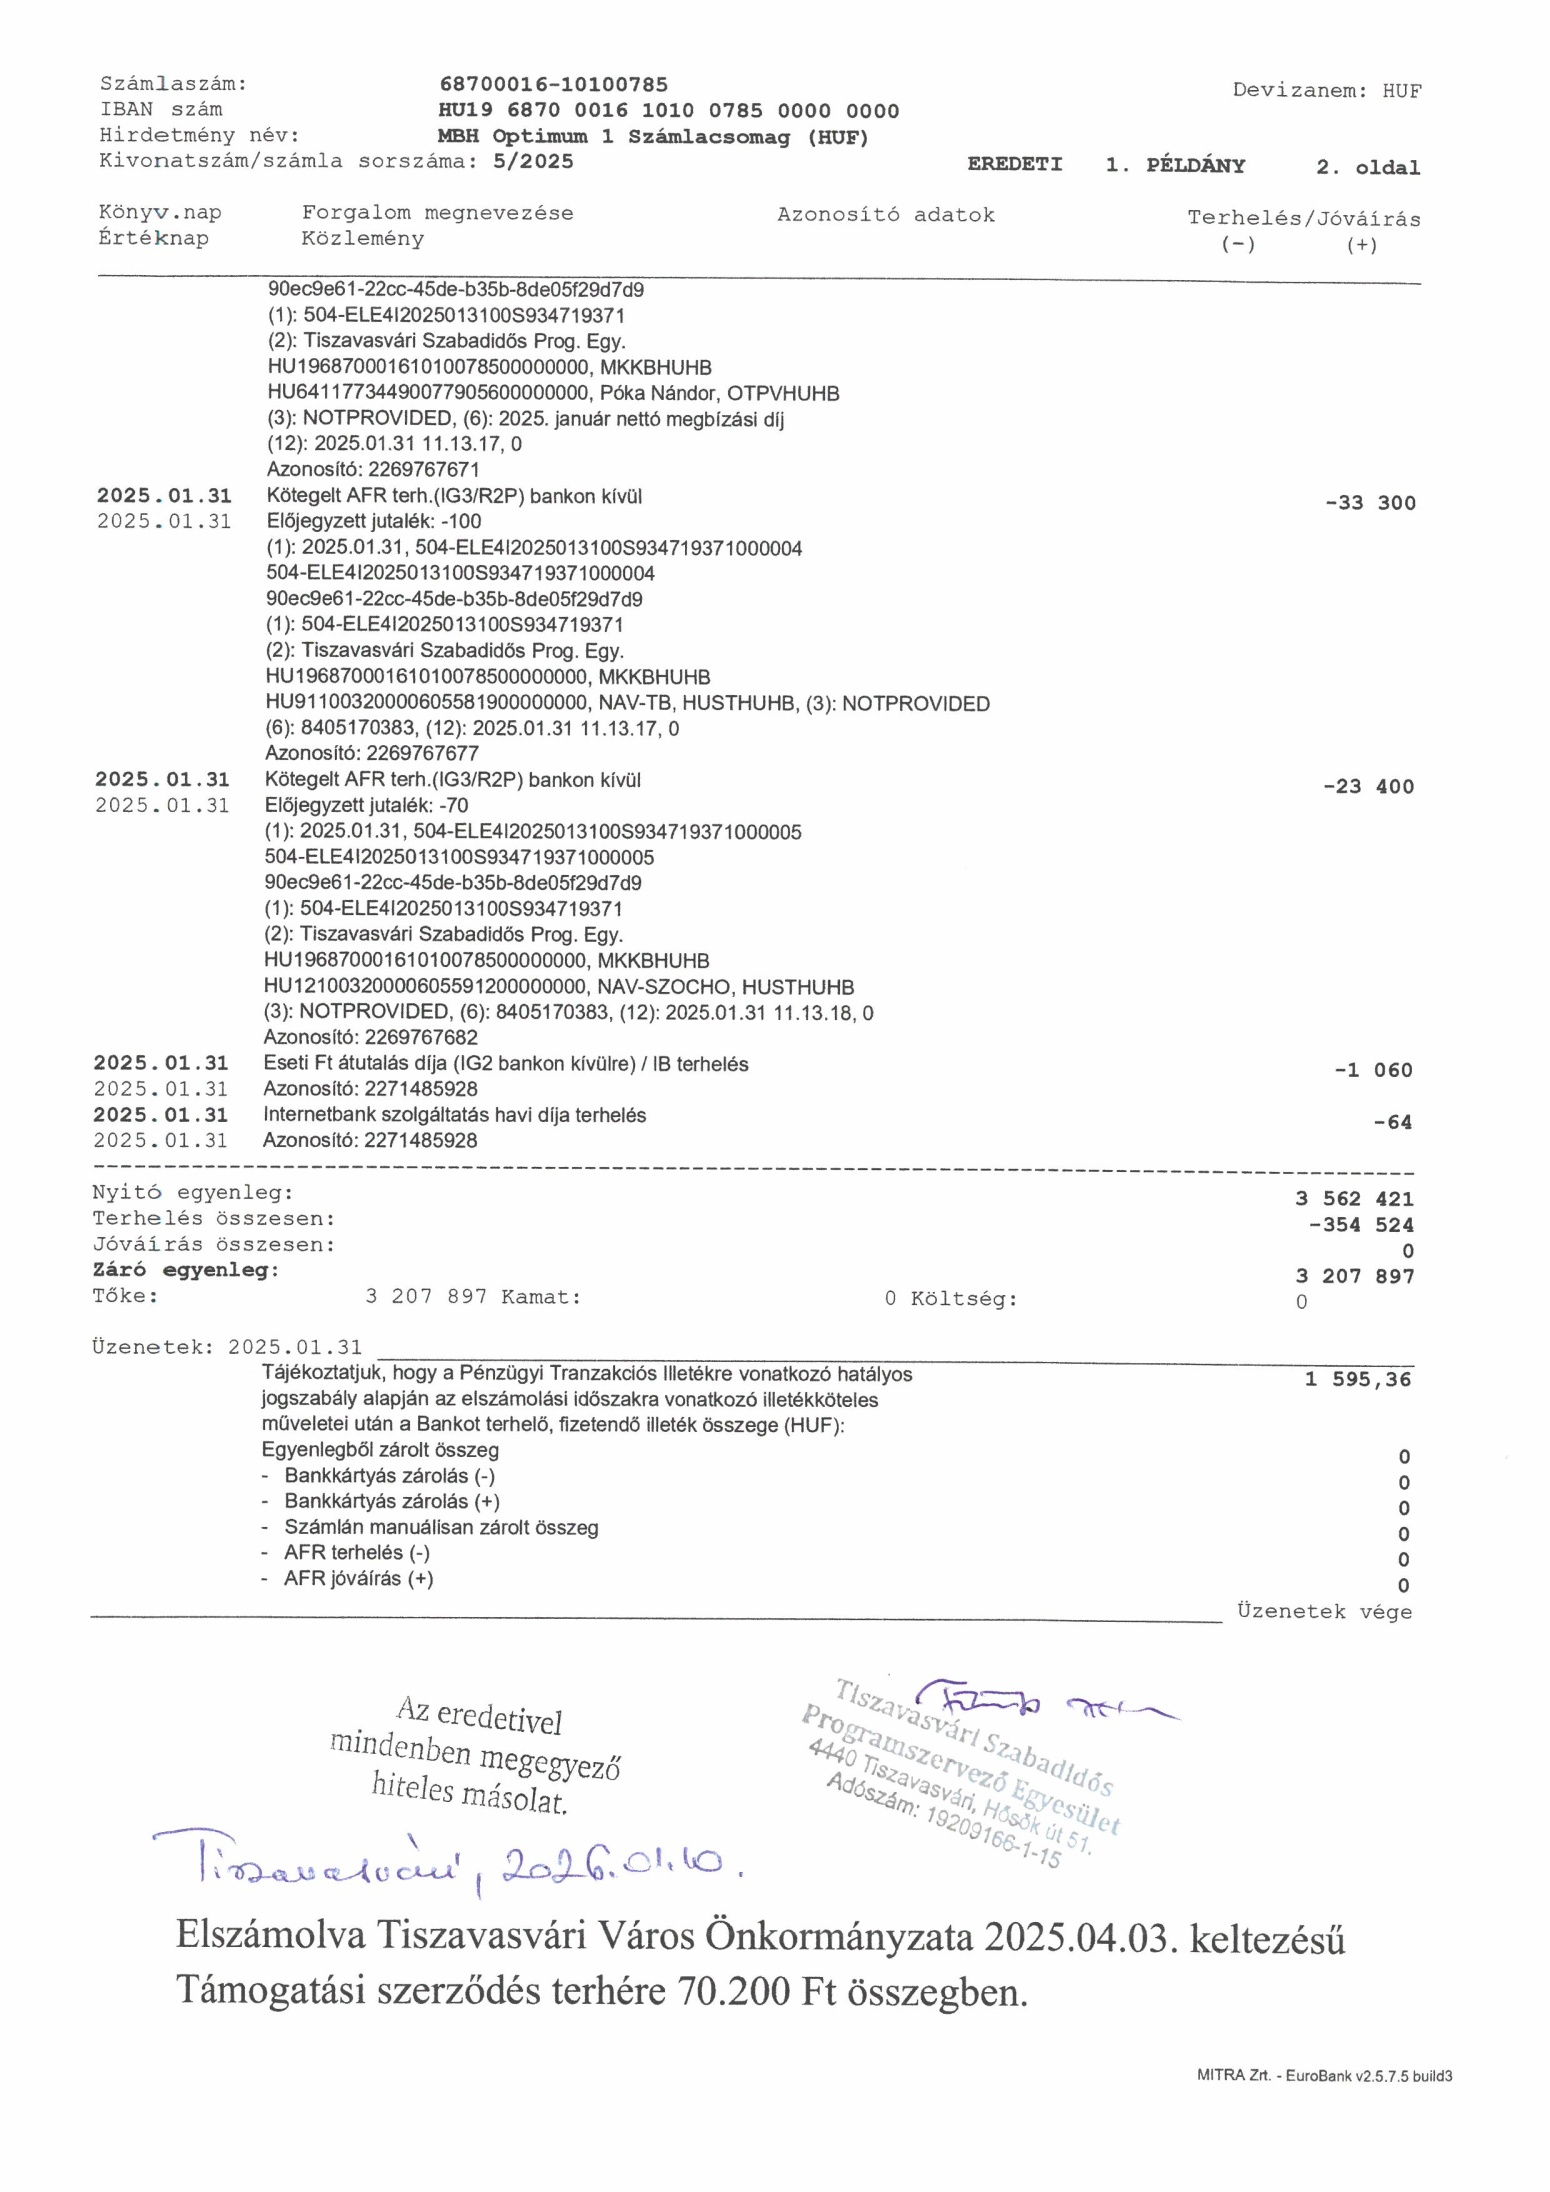 Számlaszám: 68700016-10100785 Devizanem: HUF
IBAN szám HU19 6870 0016 1010 0785 0000 0000
Hirdetmény név: MBH Optimum 1 Számlacsomag (HUF)
Kivonatszám/számla sorszáma: 5/2025 EREDETI 1. PÉLDÁNY 2. oldal
Könyv.nap Forgalom megnevezése Azonosító adatok Terhelés/Jóváírás
Értéknap Közlemény (-) (+)
90ec9e61-22cc-45de-b35b-8de05f29d7d9
(1): 504-ELE4I2025013100S934719371
(2): Tiszavasvári Szabadidős Prog. Egy.
HU19687000161010078500000000, MKKBHUHB
HU64117734490077905600000000, Póka Nándor, OTPVHUHB
(3): NOTPROVIDED, (6): 2025. január nettó megbízási díj
(12): 2025.01.31 11.13.17, 0
Azonosító: 2269767671
2025.01.31 Kötegelt AFR terh.(IG3/R2P) bankon kívül -33 300
2025.01.31 Előjegyzett jutalék: -100
(1): 2025.01.31, 504-ELE4I2025013100S934719371000004
504-ELE4I2025013100S934719371000004
90ec9e61-22cc-45de-b35b-8de05f29d7d9
(1): 504-ELE4I2025013100S934719371
(2): Tiszavasvári Szabadidős Prog. Egy.
HU19687000161010078500000000, MKKBHUHB
HU91100320000605581900000000, NAV-TB, HUSTHUHB, (3): NOTPROVIDED
(6): 8405170383, (12): 2025.01.31 11.13.17, 0
Azonosító: 2269767677
2025.01.31 Kötegelt AFR terh.(IG3/R2P) bankon kívül -23 400
2025.01.31 Előjegyzett jutalék: -70
(1): 2025.01.31, 504-ELE4I2025013100S934719371000005
504-ELE4I2025013100S934719371000005
90ec9e61-22cc-45de-b35b-8de05f29d7d9
(1): 504-ELE4I2025013100S934719371
(2): Tiszavasvári Szabadidős Prog. Egy.
HU19687000161010078500000000, MKKBHUHB
HU12100320000605591200000000, NAV-SZOCHO, HUSTHUHB
(3): NOTPROVIDED, (6): 8405170383, (12): 2025.01.31 11.13.18, 0
Azonosító: 2269767682
2025.01.31 Eseti Ft átutalás díja (IG2 bankon kívülre) / IB terhelés -1 060
2025.01.31 Azonosító: 2271485928
2025.01.31 Internetbank szolgáltatás havi díja terhelés -64
2025.01.31 Azonosító: 2271485928
Nyitó egyenleg: 3 562 421
Terhelés összesen: -354 524
Jóváírás összesen: 0
Záró egyenleg: 3 207 897
Tőke: 3 207 897 Kamat: 0 Költség: 0
Üzenetek: 2025.01.31
Tájékoztatjuk, hogy a Pénzügyi Tranzakciós Illetékre vonatkozó hatályos 1 595,36
jogszabály alapján az elszámolási időszakra vonatkozó illetékköteles
műveletei után a Bankot terhelő, fizetendő illeték összege (HUF):
Egyenlegből zárolt összeg 0
- Bankkártyás zárolás (-) 0
- Bankkártyás zárolás (+) 0
- Számlán manuálisan zárolt összeg 0
- AFR terhelés (-) 0
- AFR jóváírás (+) 0
Üzenetek vége
Az eredetivel
mindenben megegyező
hiteles másolat.
Tiszavasvári Szabadidős
Programszervező Egyesület
4440 Tiszavasvári, Hősök út 51.
Adószám: 19209166-1-15
Tiszavasvári, 2026.01.10.
Elszámolva Tiszavasvári Város Önkormányzata 2025.04.03. keltezésű
Támogatási szerződés terhére 70.200 Ft összegben.
MITRA Zrt. - EuroBank v2.5.7.5 build3